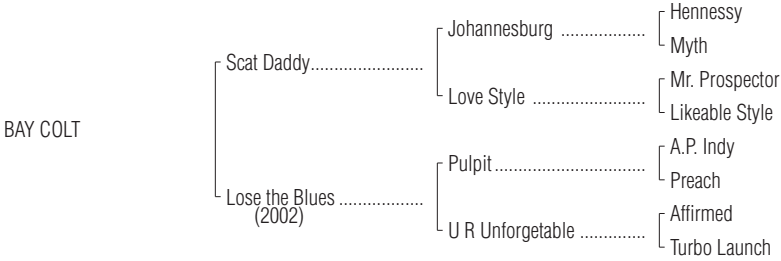 Hennessy
Johannesburg ..................
Myth
Scat Daddy........................
Mr. Prospector
Love Style ........................
Likeable Style
BAY COLT
A.P. Indy
Pulpit................................
Preach
Lose the Blues ..................
(2002)
Affirmed
U R Unforgetable ..............
Turbo Launch